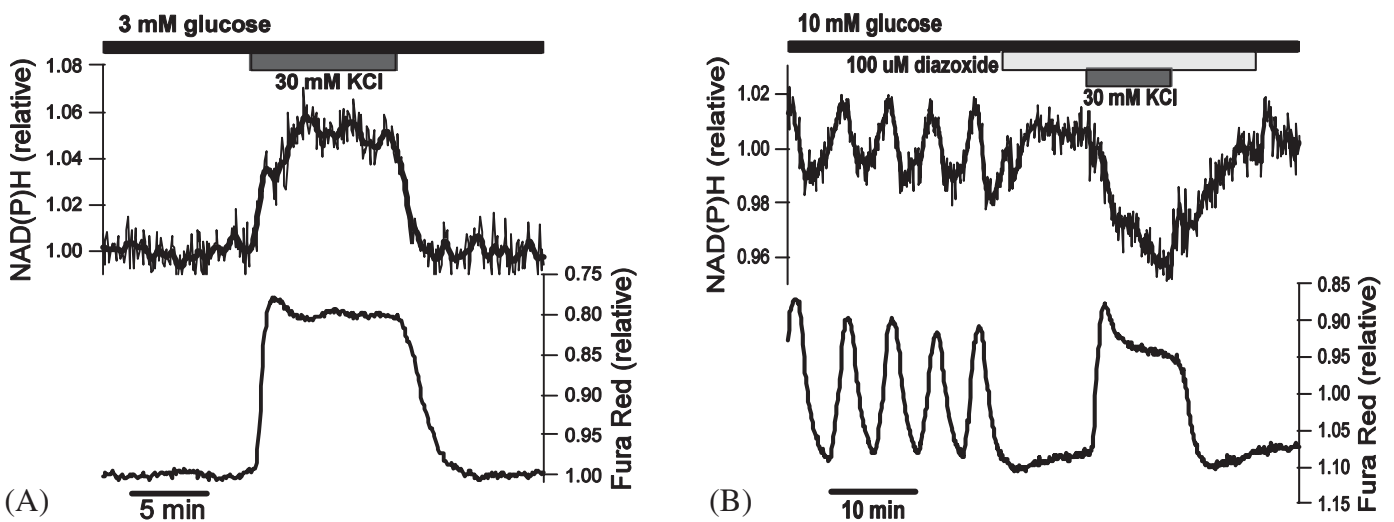 3 mM glucose
30 mM KCl
1.08
1.06
1.04
1.02
1.00
NAD(P)H (relative)
0.75
0.80
0.85
0.90
0.95
1.00
Fura Red (relative)
(A)
5 min
10 mM glucose
100 uM diazoxide
30 mM KCl
1.02
1.00
0.98
0.96
NAD(P)H (relative)
0.85
0.90
0.95
1.00
1.05
1.10
1.15
Fura Red (relative)
(B)
10 min